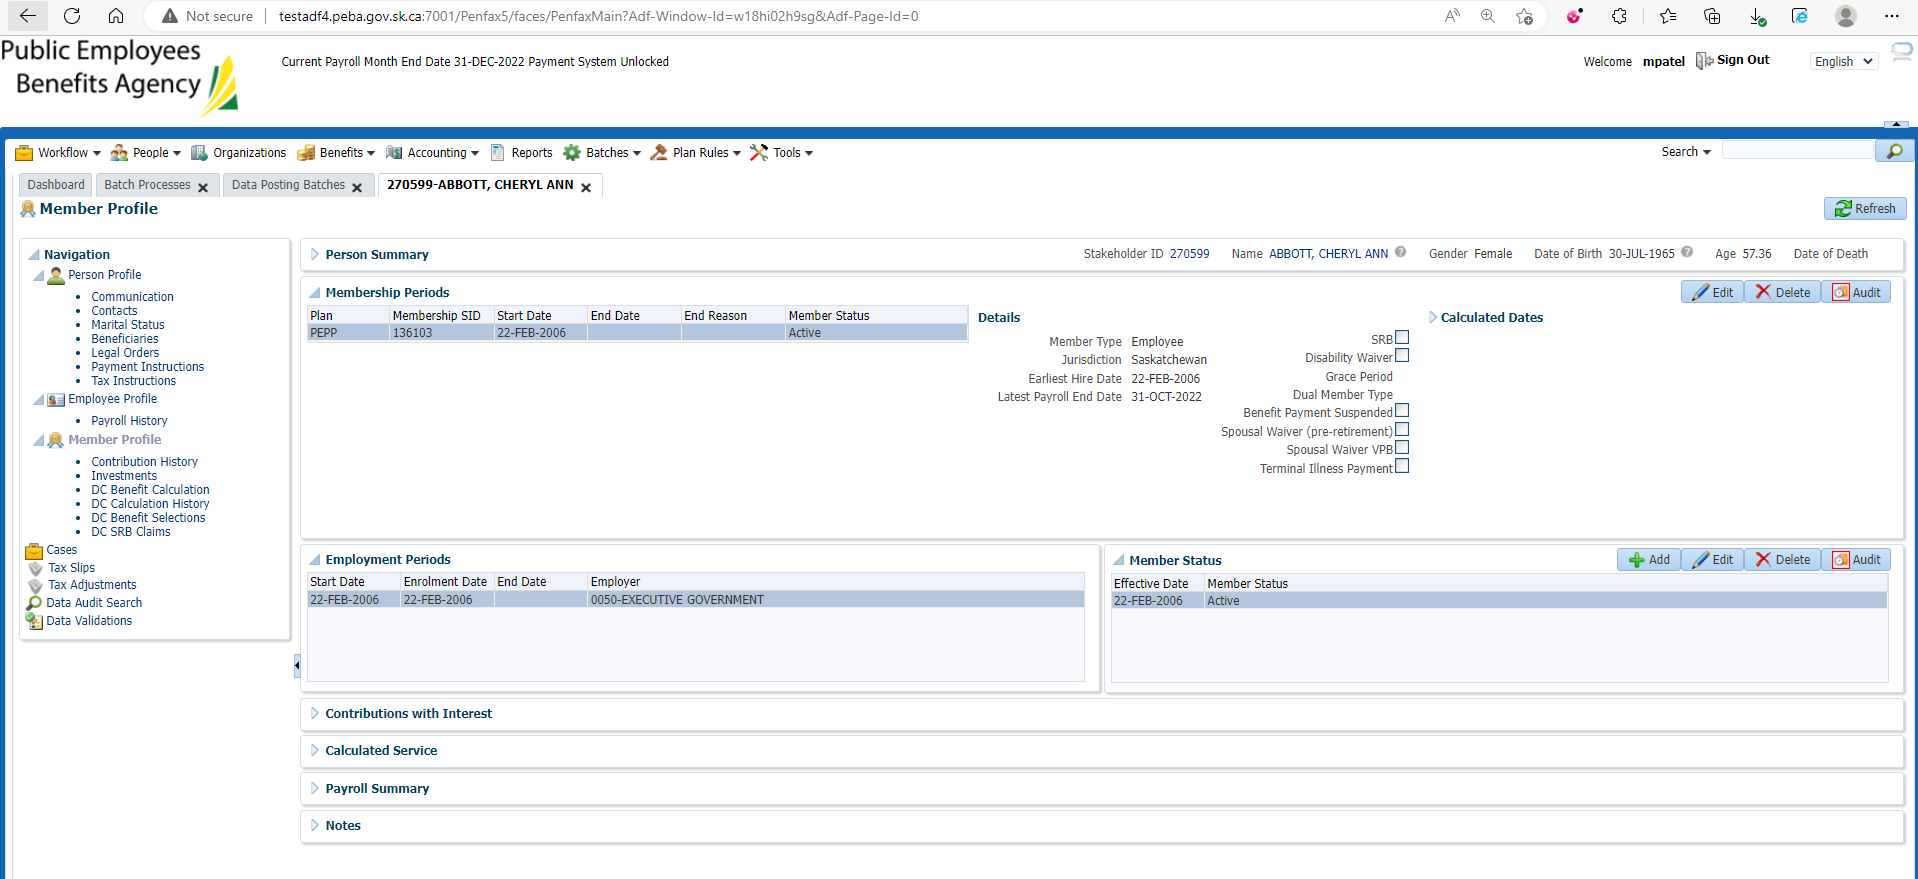 Not secure
testadf4.peba.gov.sk.ca:7001/Penfax5/faces/PenfaxMain?Adf-Window-Id=w18hi02h9sg&Adf-Page-Id=0
Public Employees
Benefits Agency
Current Payroll Month End Date 31-DEC-2022 Payment System Unlocked
Welcome mpatel Sign Out English
Workflow People Organizations Benefits Accounting Reports Batches Plan Rules Tools Search
Dashboard Batch Processes Data Posting Batches 270599-ABBOTT, CHERYL ANN
Member Profile
Refresh
Navigation
Person Profile
Communication
Contacts
Marital Status
Beneficiaries
Legal Orders
Payment Instructions
Tax Instructions
Employee Profile
Payroll History
Member Profile
Contribution History
Investments
DC Benefit Calculation
DC Calculation History
DC Benefit Selections
DC SRB Claims
Cases
Tax Slips
Tax Adjustments
Data Audit Search
Data Validations
Person Summary
Stakeholder ID 270599 Name ABBOTT, CHERYL ANN Gender Female Date of Birth 30-JUL-1965 Age 57.36 Date of Death
Membership Periods
Edit Delete Audit
Plan Membership SID Start Date End Date End Reason Member Status
PEPP 136103 22-FEB-2006 Active
Details
Member Type Employee
Jurisdiction Saskatchewan
Earliest Hire Date 22-FEB-2006
Latest Payroll End Date 31-OCT-2022
SRB
Disability Waiver
Grace Period
Dual Member Type
Benefit Payment Suspended
Spousal Waiver (pre-retirement)
Spousal Waiver VPB
Terminal Illness Payment
Calculated Dates
Employment Periods
Start Date Enrolment Date End Date Employer
22-FEB-2006 22-FEB-2006 0050-EXECUTIVE GOVERNMENT
Member Status
Add Edit Delete Audit
Effective Date Member Status
22-FEB-2006 Active
Contributions with Interest
Calculated Service
Payroll Summary
Notes